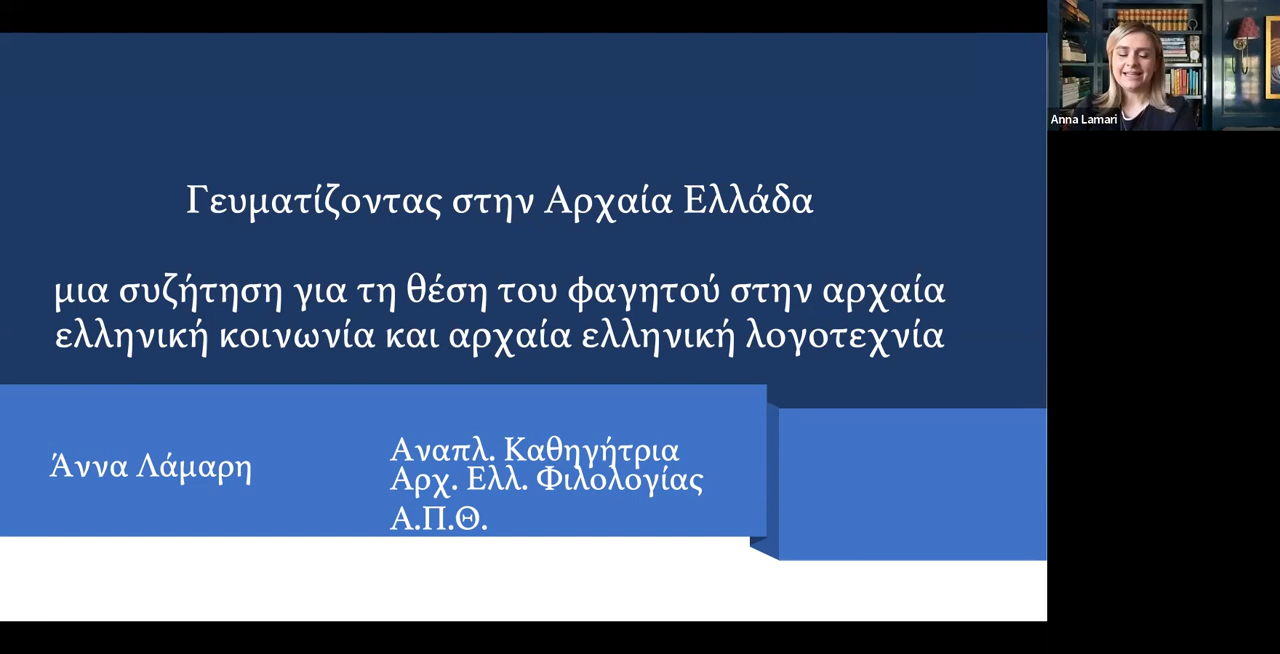 Γευματίζοντας στην Αρχαία Ελλάδα
μια συζήτηση για τη θέση του φαγητού στην αρχαία
ελληνική κοινωνία και αρχαία ελληνική λογοτεχνία
Άννα Λάμαρη
Αναπλ. Καθηγήτρια
Αρχ. Ελλ. Φιλολογίας
Α.Π.Θ.
Anna Lamari